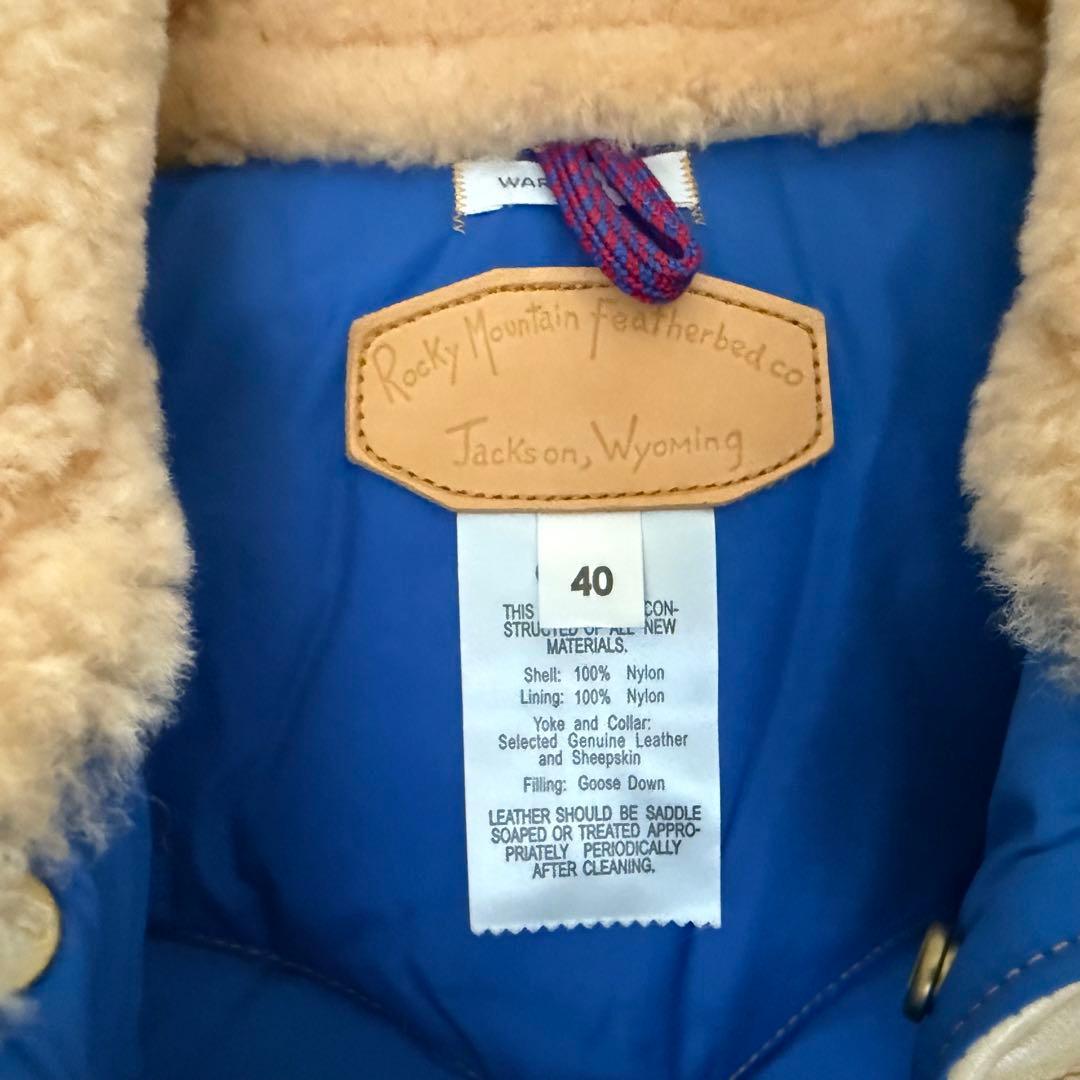 WAR
Rocky Mountain Featherbed co
Jackson, Wyoming
40
THIS CON-
STRUCTED OF ALL NEW
MATERIALS.
Shell: 100% Nylon
Lining: 100% Nylon
Yoke and Collar:
Selected Genuine Leather
and Sheepskin
Filling: Goose Down
LEATHER SHOULD BE SADDLE
SOAPED OR TREATED APPRO-
PRIATELY PERIODICALLY
AFTER CLEANING.